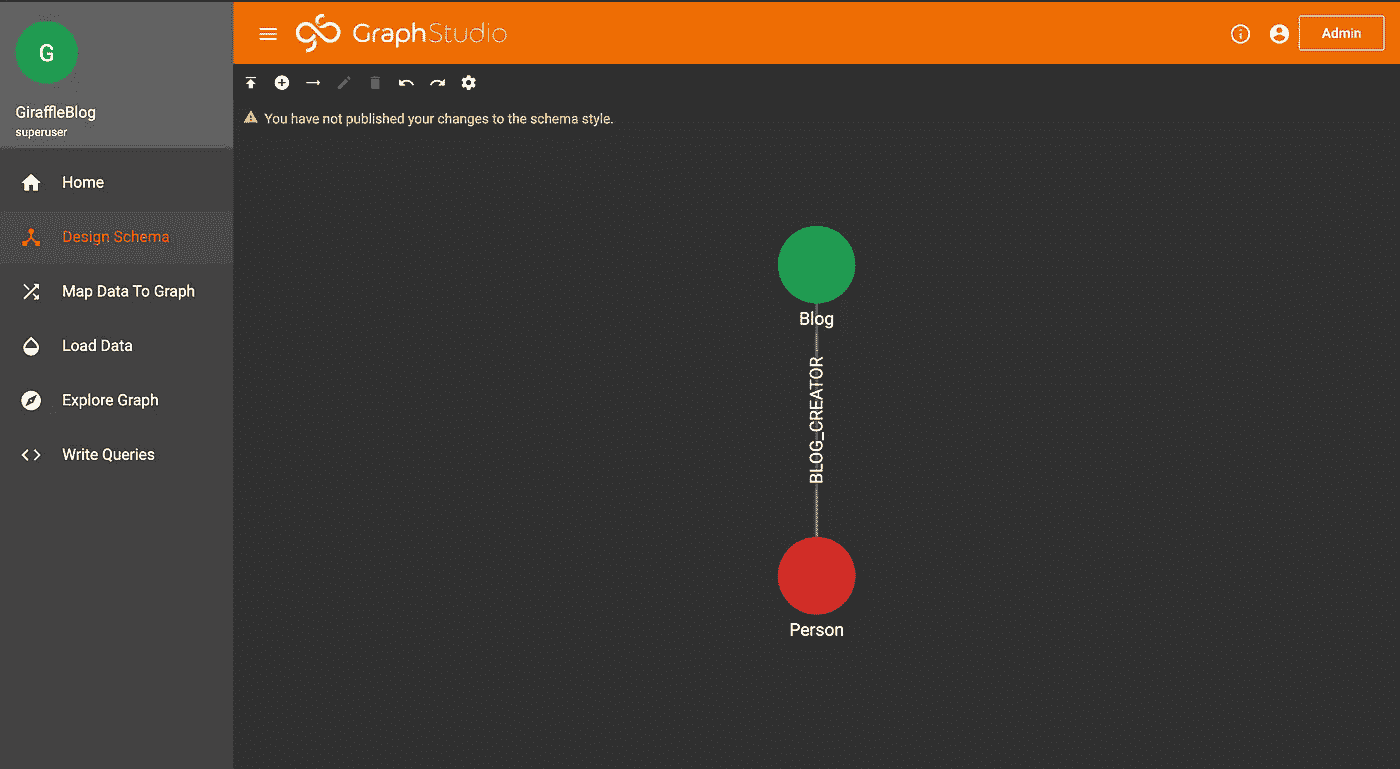 G
GiraffleBlog
superuser
Home
Design Schema
Map Data To Graph
Load Data
Explore Graph
Write Queries
GraphStudio
Admin
You have not published your changes to the schema style.
Blog
BLOG_CREATOR
Person